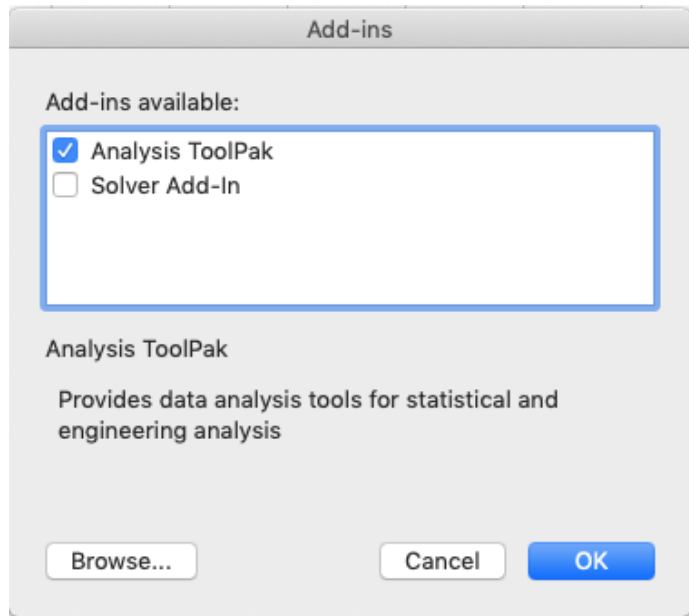 Add-ins
Add-ins available:
Analysis ToolPak
Solver Add-In
Analysis ToolPak
Provides data analysis tools for statistical and
engineering analysis
Browse... Cancel OK